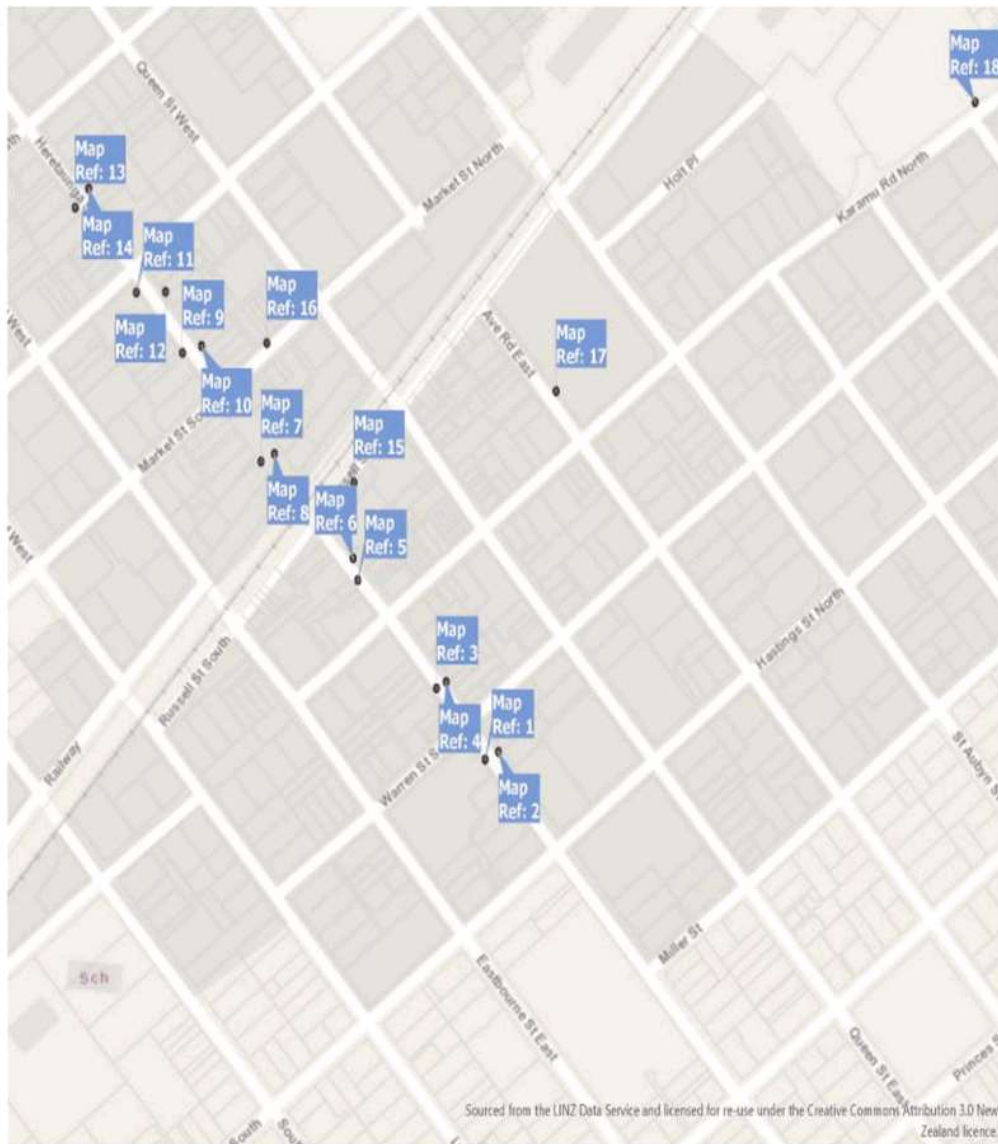 Map
Ref: 18
Queen St West
Heretaunga
Map
Ref: 13
Market St North
Holt Pl
Karamu Rd North
Map
Ref: 14
Map
Ref: 11
Map
Ref: 9
Map
Ref: 16
Map
Ref: 12
Ave Rd East
Map
Ref: 17
Map
Ref: 10
Map
Ref: 7
Market St So
Map
Ref: 15
Map
Ref: 8
Map
Ref: 6
Map
Ref: 5
West
West
Hastings St North
Map
Ref: 3
Russell St South
Map
Ref: 1
Map
Ref: 4
Railway
Warren St S
Map
Ref: 2
St Aubyn S
Miller St
Sch
Eastbourne St East
Queen St East
Princes S
South
Sou
Sourced from the LINZ Data Service and licensed for re-use under the Creative Commons Attribution 3.0 New
Zealand licence.